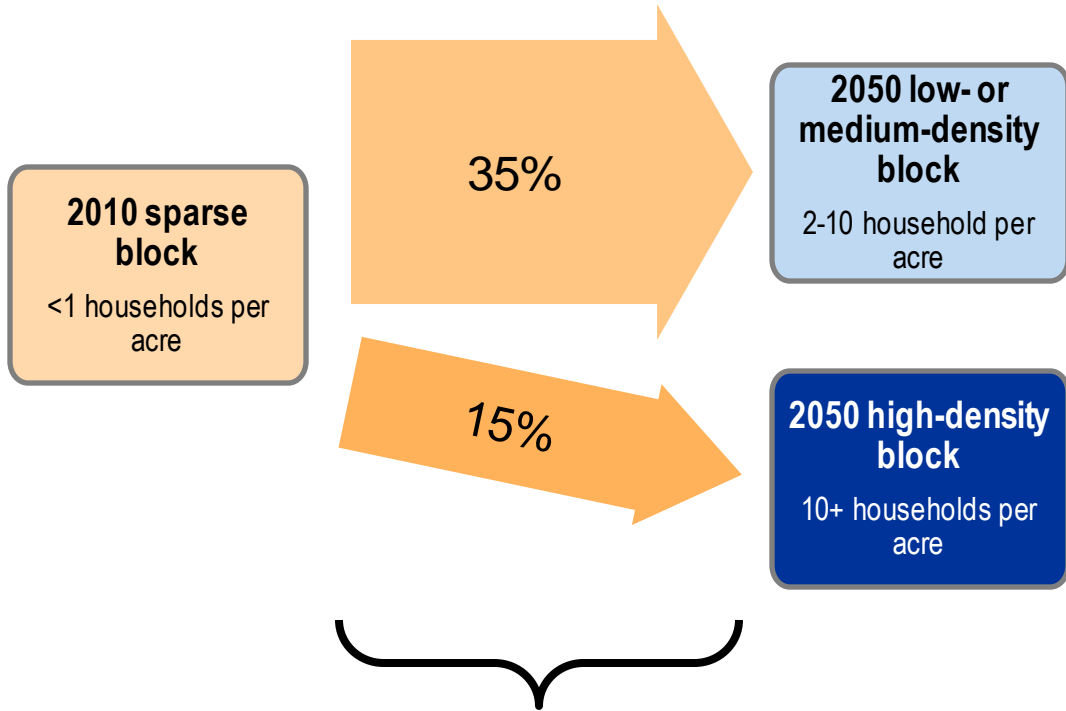 2010 sparse
block
<1 households per
acre
35%
15%
2050 low- or
medium-density
block
2-10 household per
acre
2050 high-density
block
10+ households per
acre